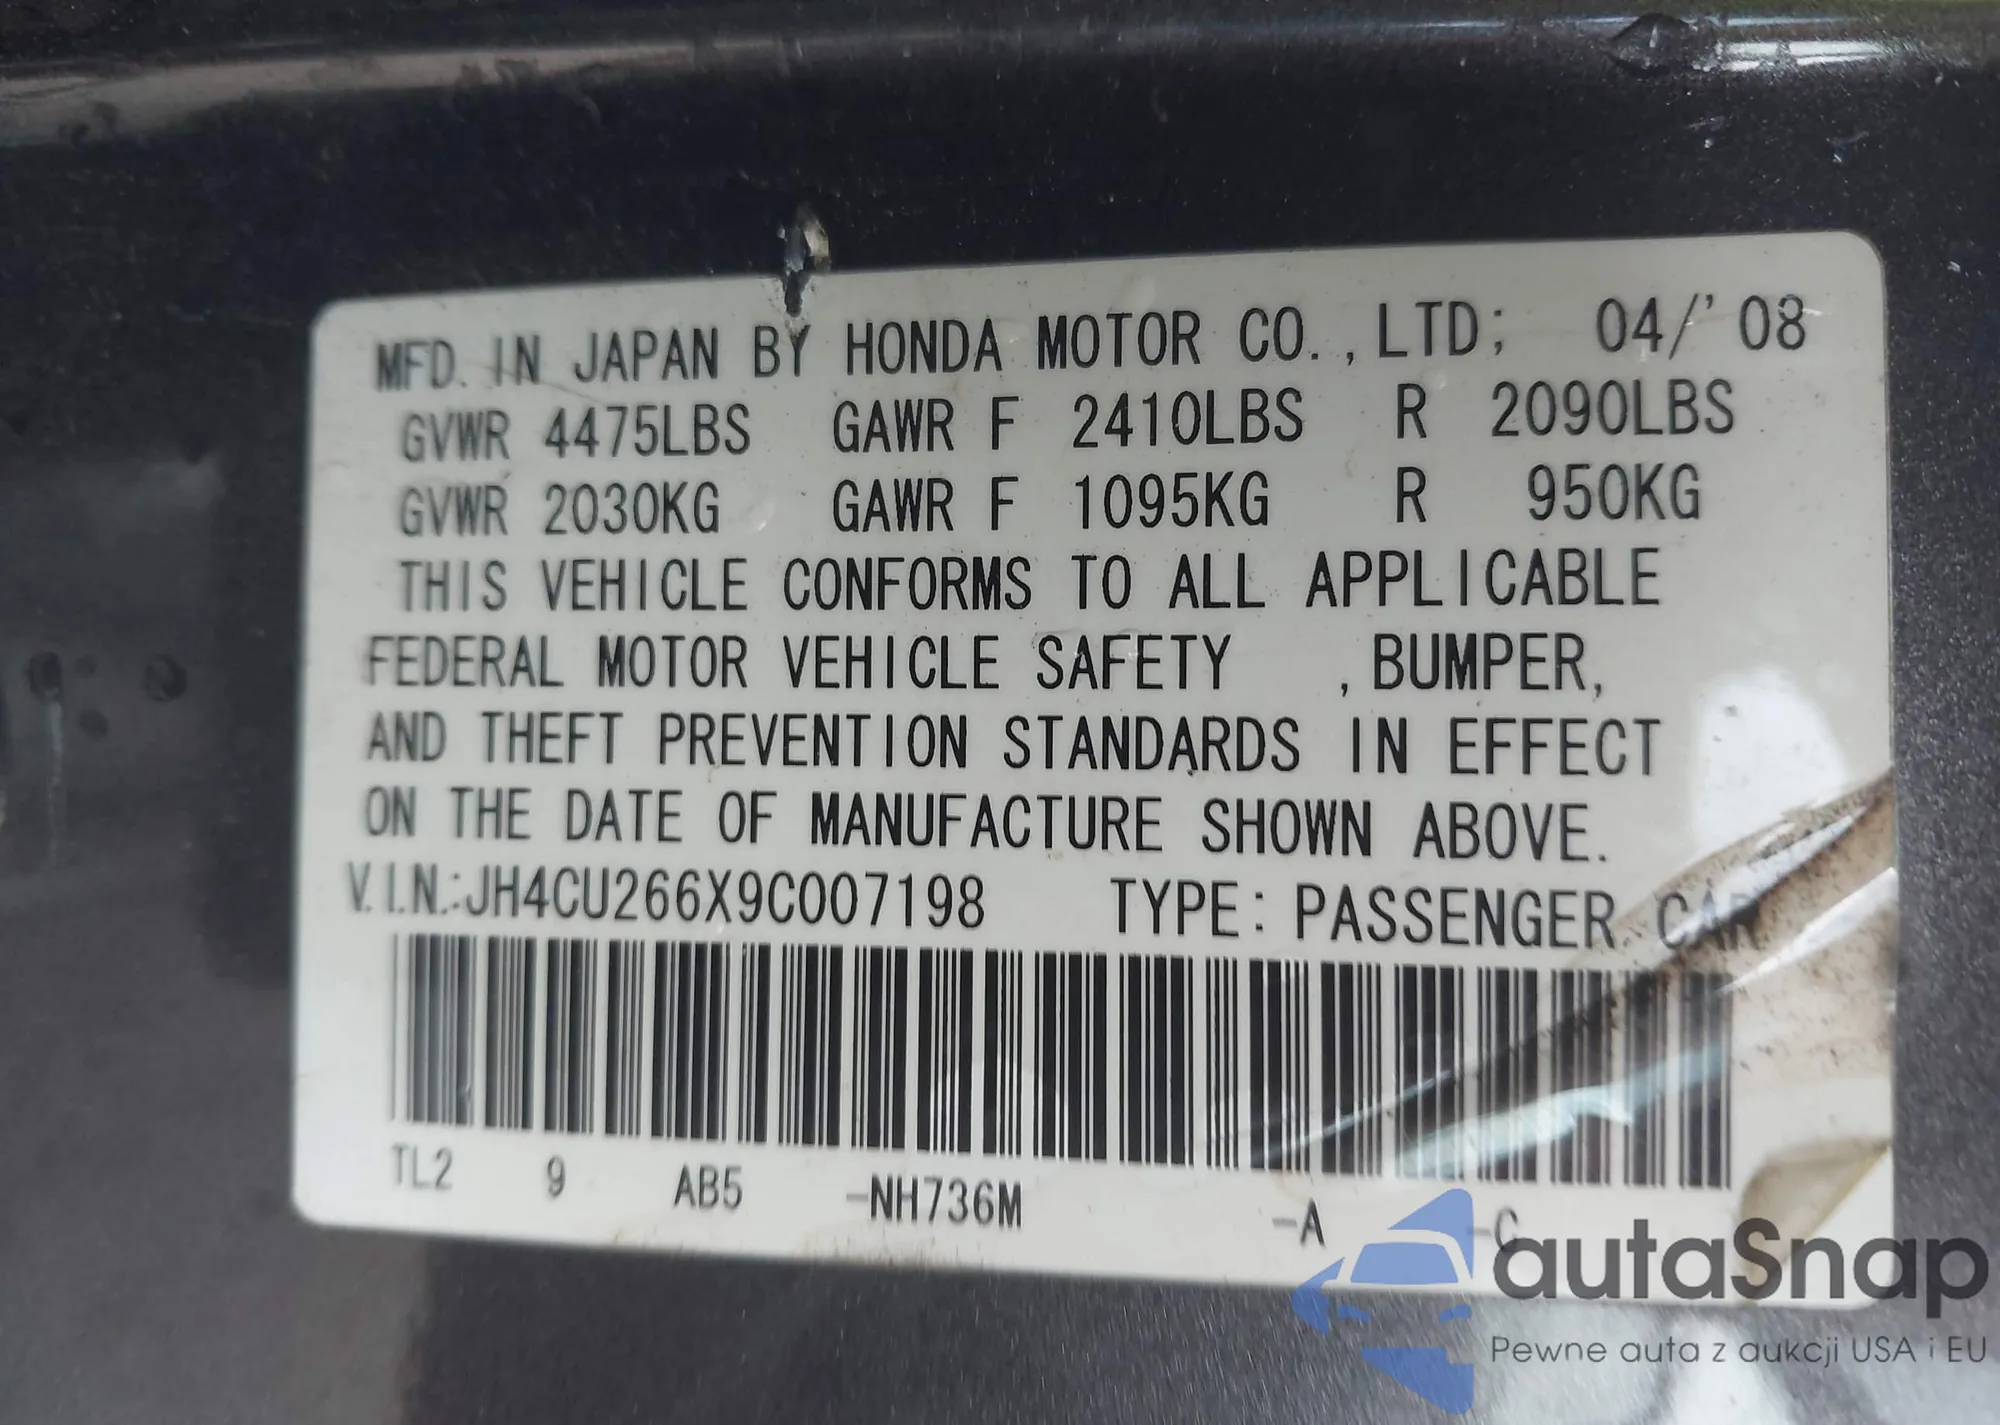 MFD. IN JAPAN BY HONDA MOTOR CO., LTD; 04/'08
GVWR 4475LBS GAWR F 2410LBS R 2090LBS
GVWR 2030KG GAWR F 1095KG R 950KG
THIS VEHICLE CONFORMS TO ALL APPLICABLE
FEDERAL MOTOR VEHICLE SAFETY , BUMPER,
AND THEFT PREVENTION STANDARDS IN EFFECT
ON THE DATE OF MANUFACTURE SHOWN ABOVE.
V.I.N.:JH4CU266X9C007198 TYPE: PASSENGER CAR
TL2 9 AB5 -NH736M -A -C
autaSnap
Pewne auta z aukcji USA i EU